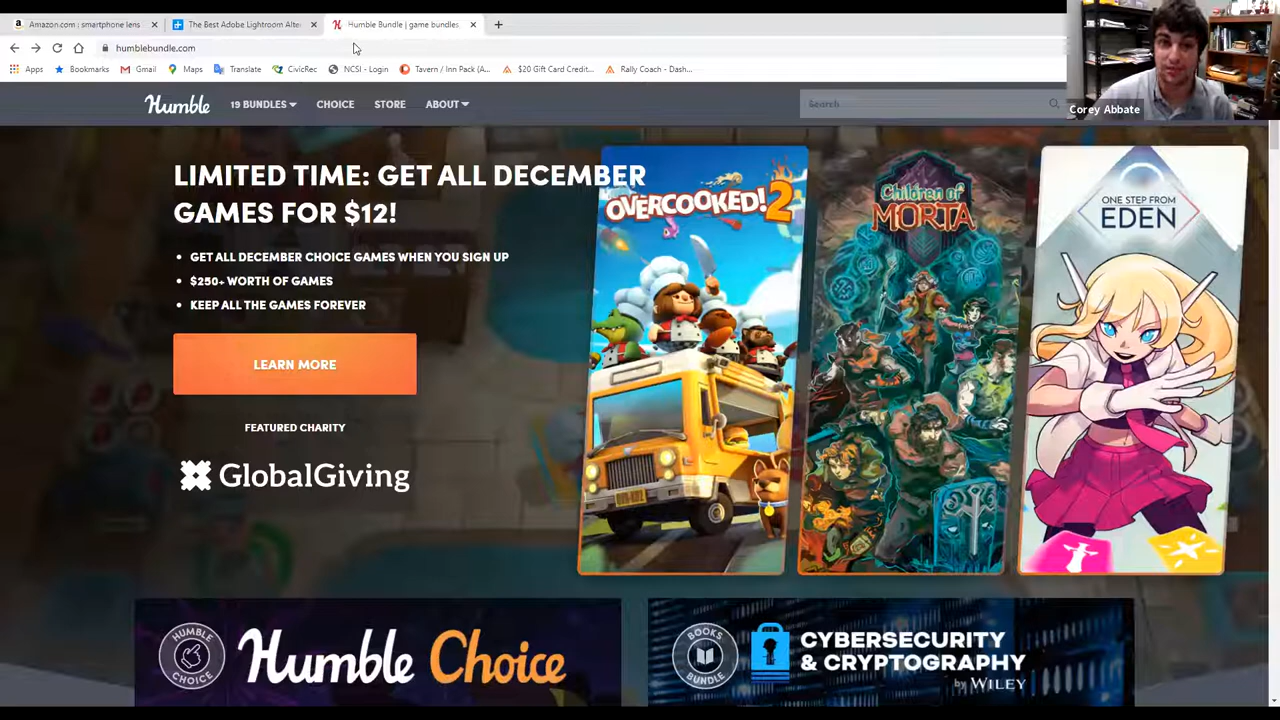 Amazon.com : smartphone lens
The Best Adobe Lightroom Alte
Humble Bundle | game bundles
humblebundle.com
Apps
Bookmarks
Gmail
Maps
Translate
CivicRec
NCSI - Login
Tavern / Inn Pack (A...
$20 Gift Card Credit...
Rally Coach - Dash...
Corey Abbate
Humble
19 BUNDLES
CHOICE
STORE
ABOUT
Search
LIMITED TIME: GET ALL DECEMBER
GAMES FOR $12!
• GET ALL DECEMBER CHOICE GAMES WHEN YOU SIGN UP
• $250+ WORTH OF GAMES
• KEEP ALL THE GAMES FOREVER
LEARN MORE
FEATURED CHARITY
GlobalGiving
OVERCOOKED! 2
Children of
MORTA
ONE STEP FROM
EDEN
HUMBLE
CHOICE
Humble Choice
BOOKS
BUNDLE
CYBERSECURITY
& CRYPTOGRAPHY
by WILEY